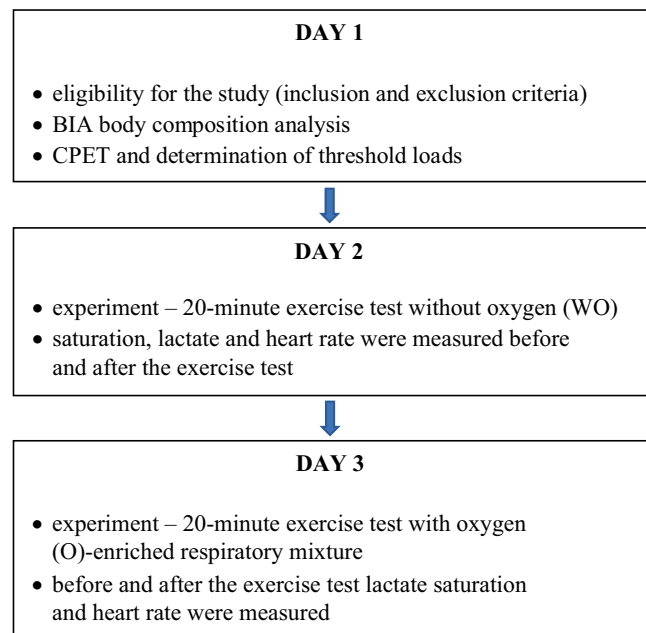 DAY 1
• eligibility for the study (inclusion and exclusion criteria)
• BIA body composition analysis
• CPET and determination of threshold loads
DAY 2
• experiment – 20-minute exercise test without oxygen (WO)
• saturation, lactate and heart rate were measured before
and after the exercise test
DAY 3
• experiment – 20-minute exercise test with oxygen
(O)-enriched respiratory mixture
• before and after the exercise test lactate saturation
and heart rate were measured